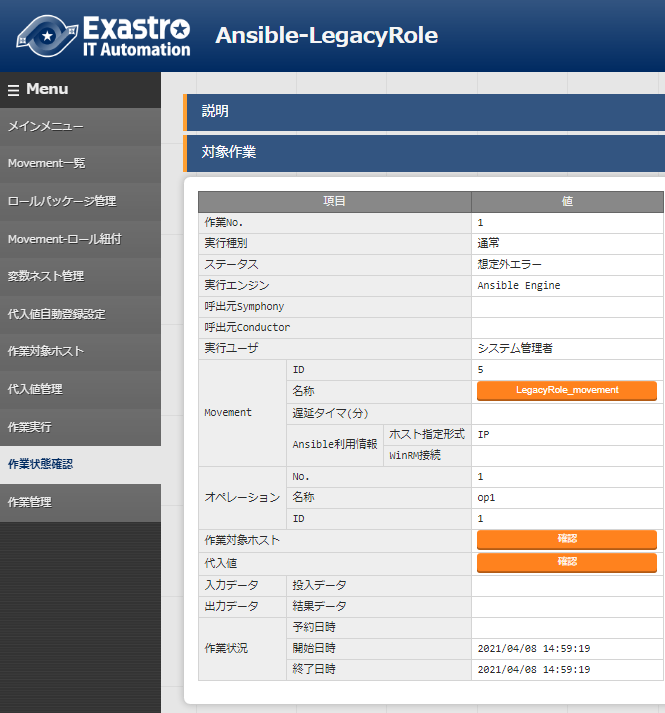 Exastro
IT Automation
Ansible-LegacyRole
Menu
メインメニュー
Movement一覧
ロールパッケージ管理
Movement-ロール紐付
変数ネスト管理
代入値自動登録設定
作業対象ホスト
代入値管理
作業実行
作業状態確認
作業管理
説明
対象作業
項目 値
作業No. 1
実行種別 通常
ステータス 想定外エラー
実行エンジン Ansible Engine
呼出元Symphony
呼出元Conductor
実行ユーザ システム管理者
Movement
ID 5
名称 LegacyRole_movement
遅延タイマ(分)
Ansible利用情報
ホスト指定形式 IP
WinRM接続
オペレーション
No. 1
名称 op1
ID 1
作業対象ホスト 確認
代入値 確認
入力データ 投入データ
出力データ 結果データ
作業状況
予約日時
開始日時 2021/04/08 14:59:19
終了日時 2021/04/08 14:59:19